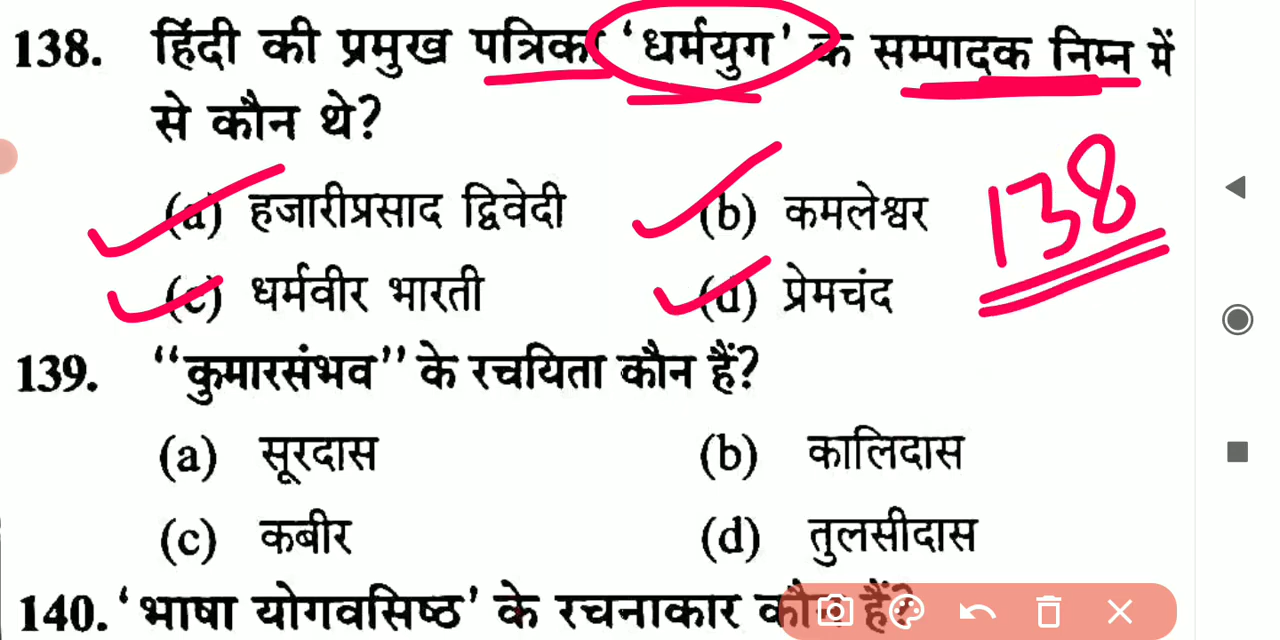 138. हिंदी की प्रमुख पत्रिका 'धर्मयुग' के सम्पादक निम्न में
से कौन थे?
(a) हजारीप्रसाद द्विवेदी (b) कमलेश्वर
138
(c) धर्मवीर भारती (d) प्रेमचंद
139. "कुमारसंभव" के रचयिता कौन हैं?
(a) सूरदास (b) कालिदास
(c) कबीर (d) तुलसीदास
140. 'भाषा योगवसिष्ठ' के रचनाकार कौन हैं?